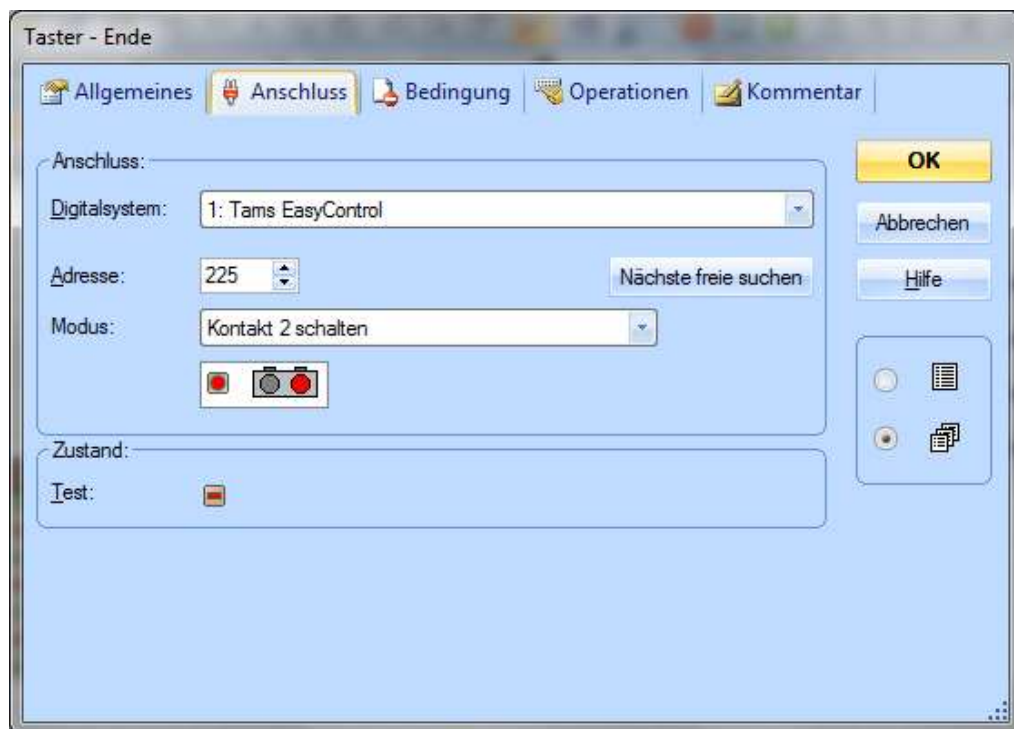 Taster - Ende
Allgemeines Anschluss Bedingung Operationen Kommentar
Anschluss:
Digitalsystem: 1: Tams EasyControl
Adresse: 225 Nächste freie suchen
Modus: Kontakt 2 schalten
Zustand:
Test:
OK
Abbrechen
Hilfe